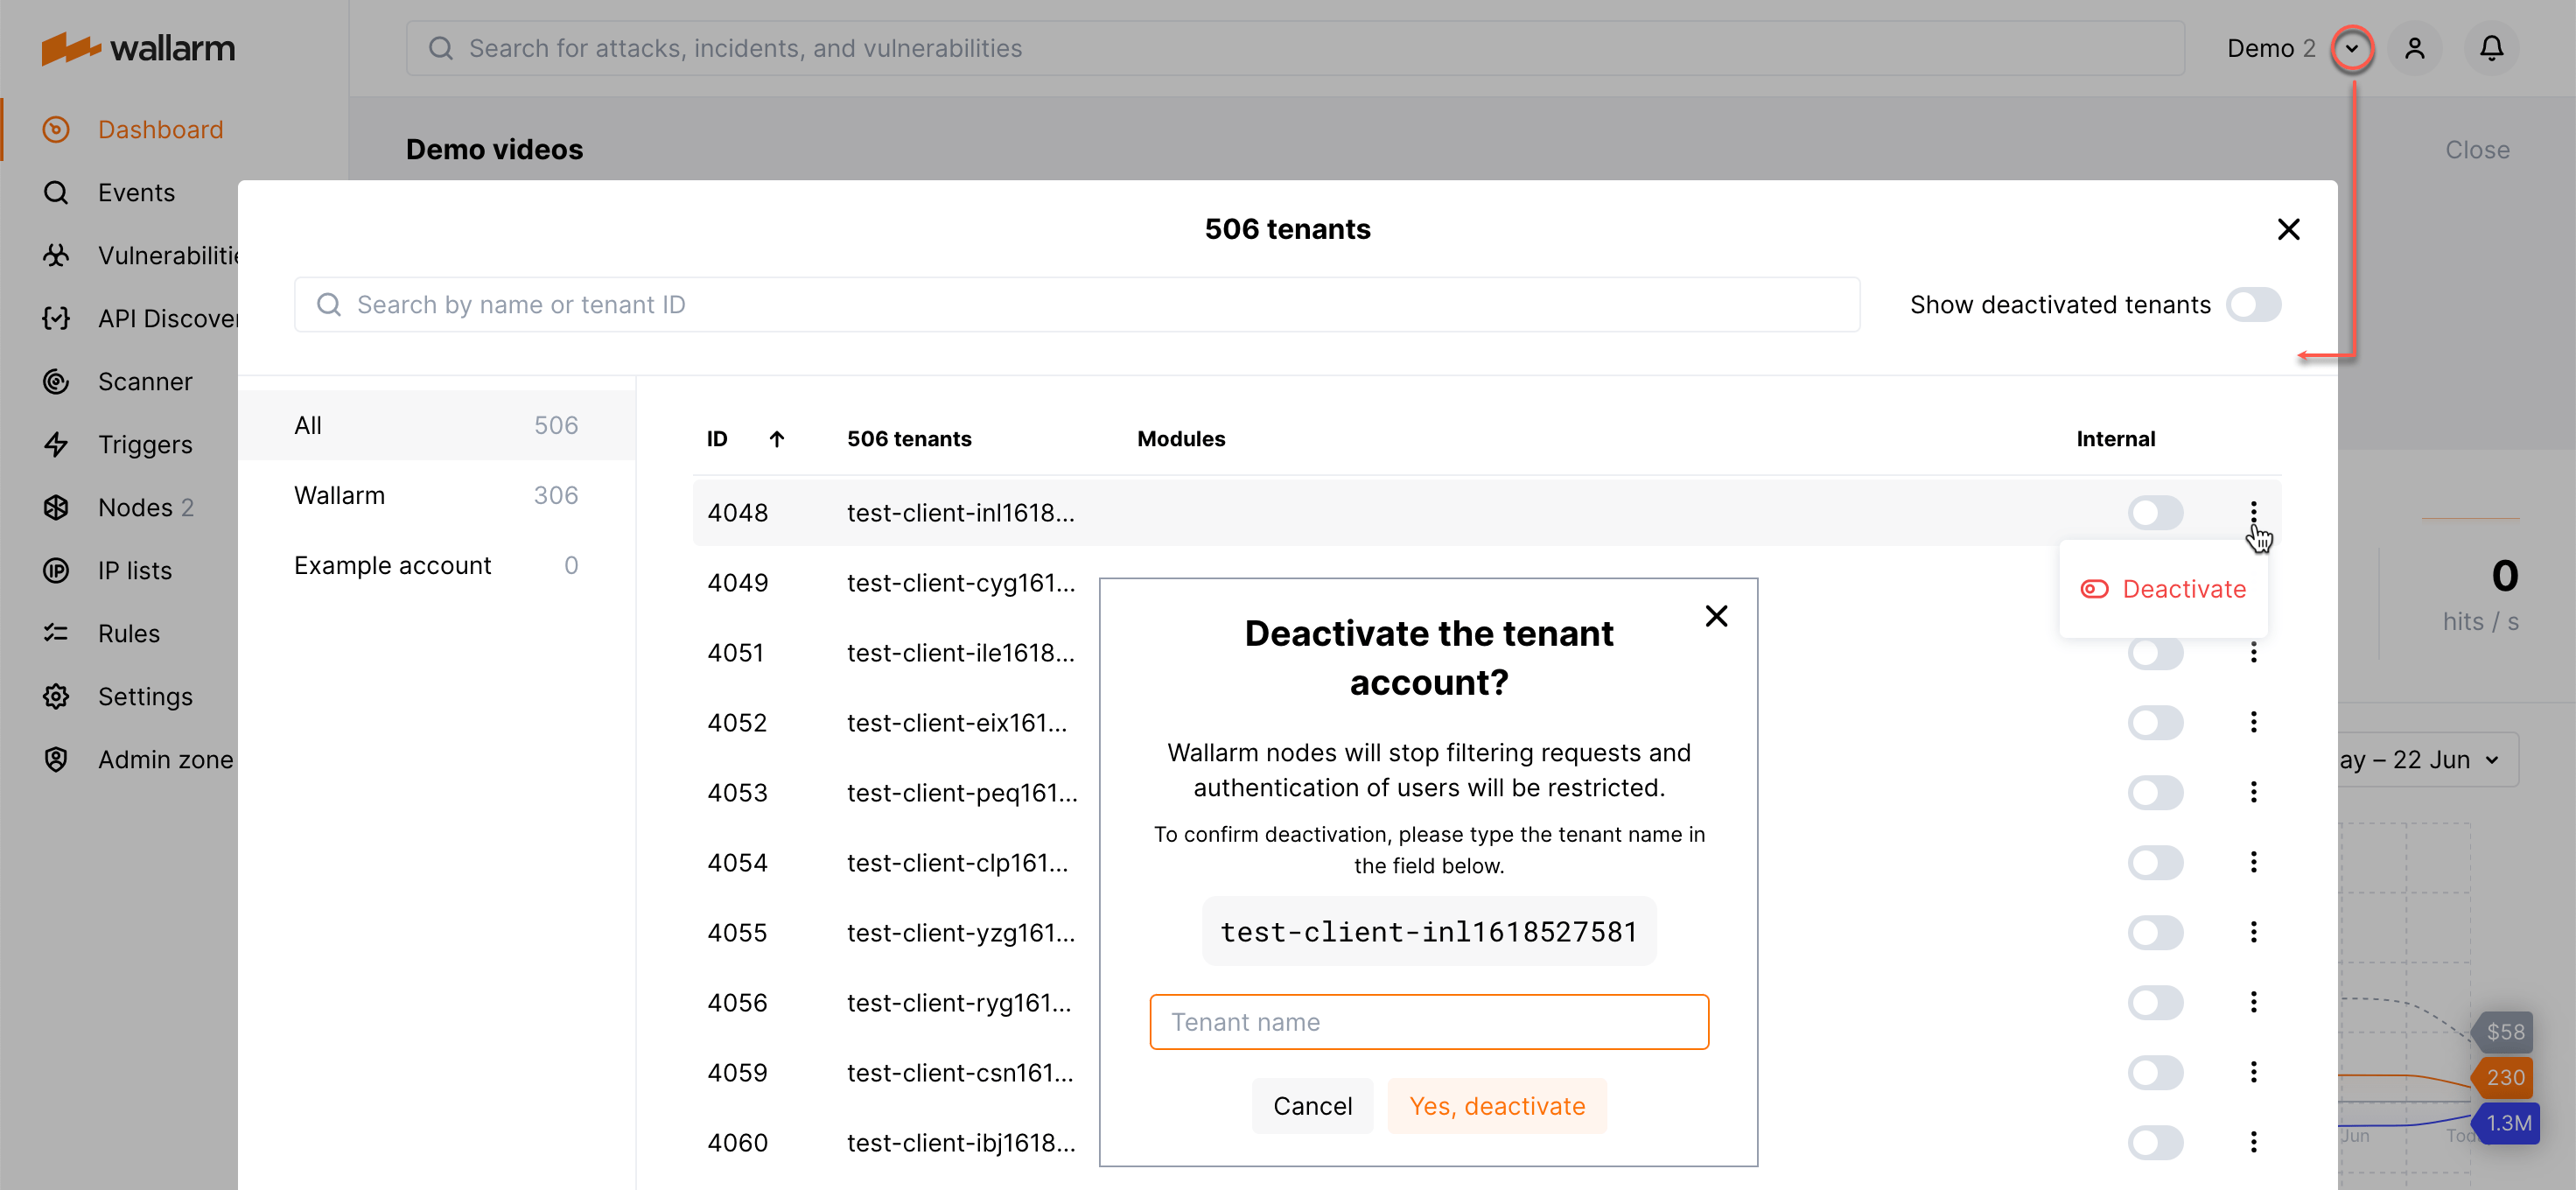 wallarm
Search for attacks, incidents, and vulnerabilities
Demo 2
Dashboard
Events
Vulnerabilitie
API Discover
Scanner
Triggers
Nodes 2
IP lists
Rules
Settings
Admin zone
Demo videos
Close
506 tenants
Search by name or tenant ID
Show deactivated tenants
All 506
Wallarm 306
Example account 0
ID 506 tenants Modules Internal
4048 test-client-inl1618...
4049 test-client-cyg161...
4051 test-client-ile1618...
4052 test-client-eix161...
4053 test-client-peq161...
4054 test-client-clp161...
4055 test-client-yzg161...
4056 test-client-ryg161...
4059 test-client-csn161...
4060 test-client-ibj1618...
Deactivate
Deactivate the tenant
account?
Wallarm nodes will stop filtering requests and
authentication of users will be restricted.
To confirm deactivation, please type the tenant name in
the field below.
test-client-inl1618527581
Tenant name
Cancel
Yes, deactivate
0
hits / s
ay – 22 Jun
$58
230
1.3M
Jun